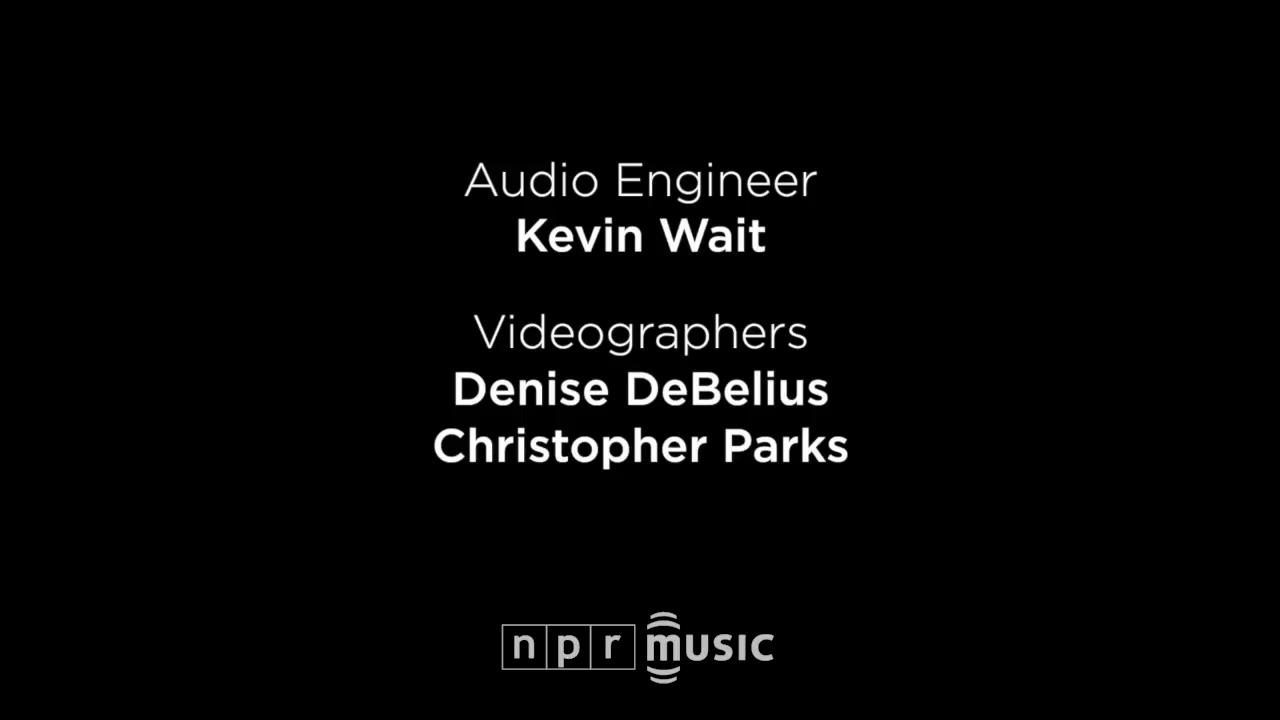 Audio Engineer
Kevin Wait
Videographers
Denise DeBelius
Christopher Parks
npr music